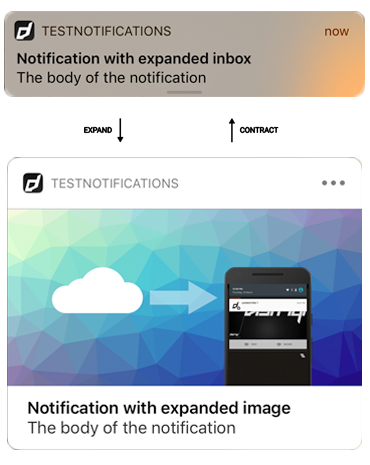 TESTNOTIFICATIONS now
Notification with expanded inbox
The body of the notification
EXPAND CONTRACT
TESTNOTIFICATIONS
Notification with expanded image
The body of the notification